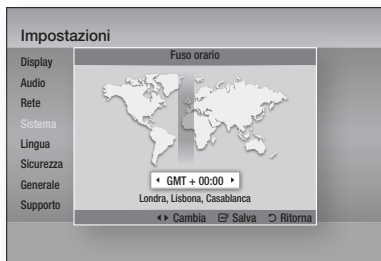 Impostazioni
Display
Audio
Rete
Sistema
Lingua
Sicurezza
Generale
Supporto
Fuso orario
GMT + 00:00
Londra, Lisbona, Casablanca
Cambia Salva Ritorna